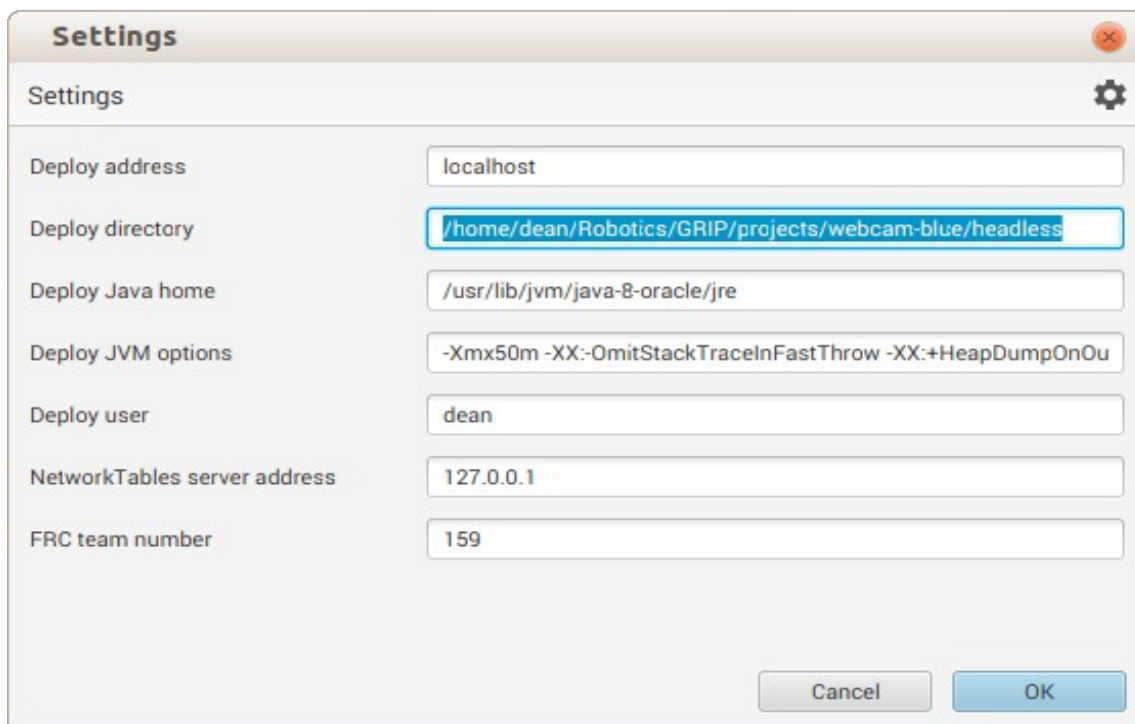 Settings
Settings
Deploy address localhost
Deploy directory /home/dean/Robotics/GRIP/projects/webcam-blue/headless
Deploy Java home /usr/lib/jvm/java-8-oracle/jre
Deploy JVM options -Xmx50m -XX:-OmitStackTraceInFastThrow -XX:+HeapDumpOnOu
Deploy user dean
NetworkTables server address 127.0.0.1
FRC team number 159
Cancel OK